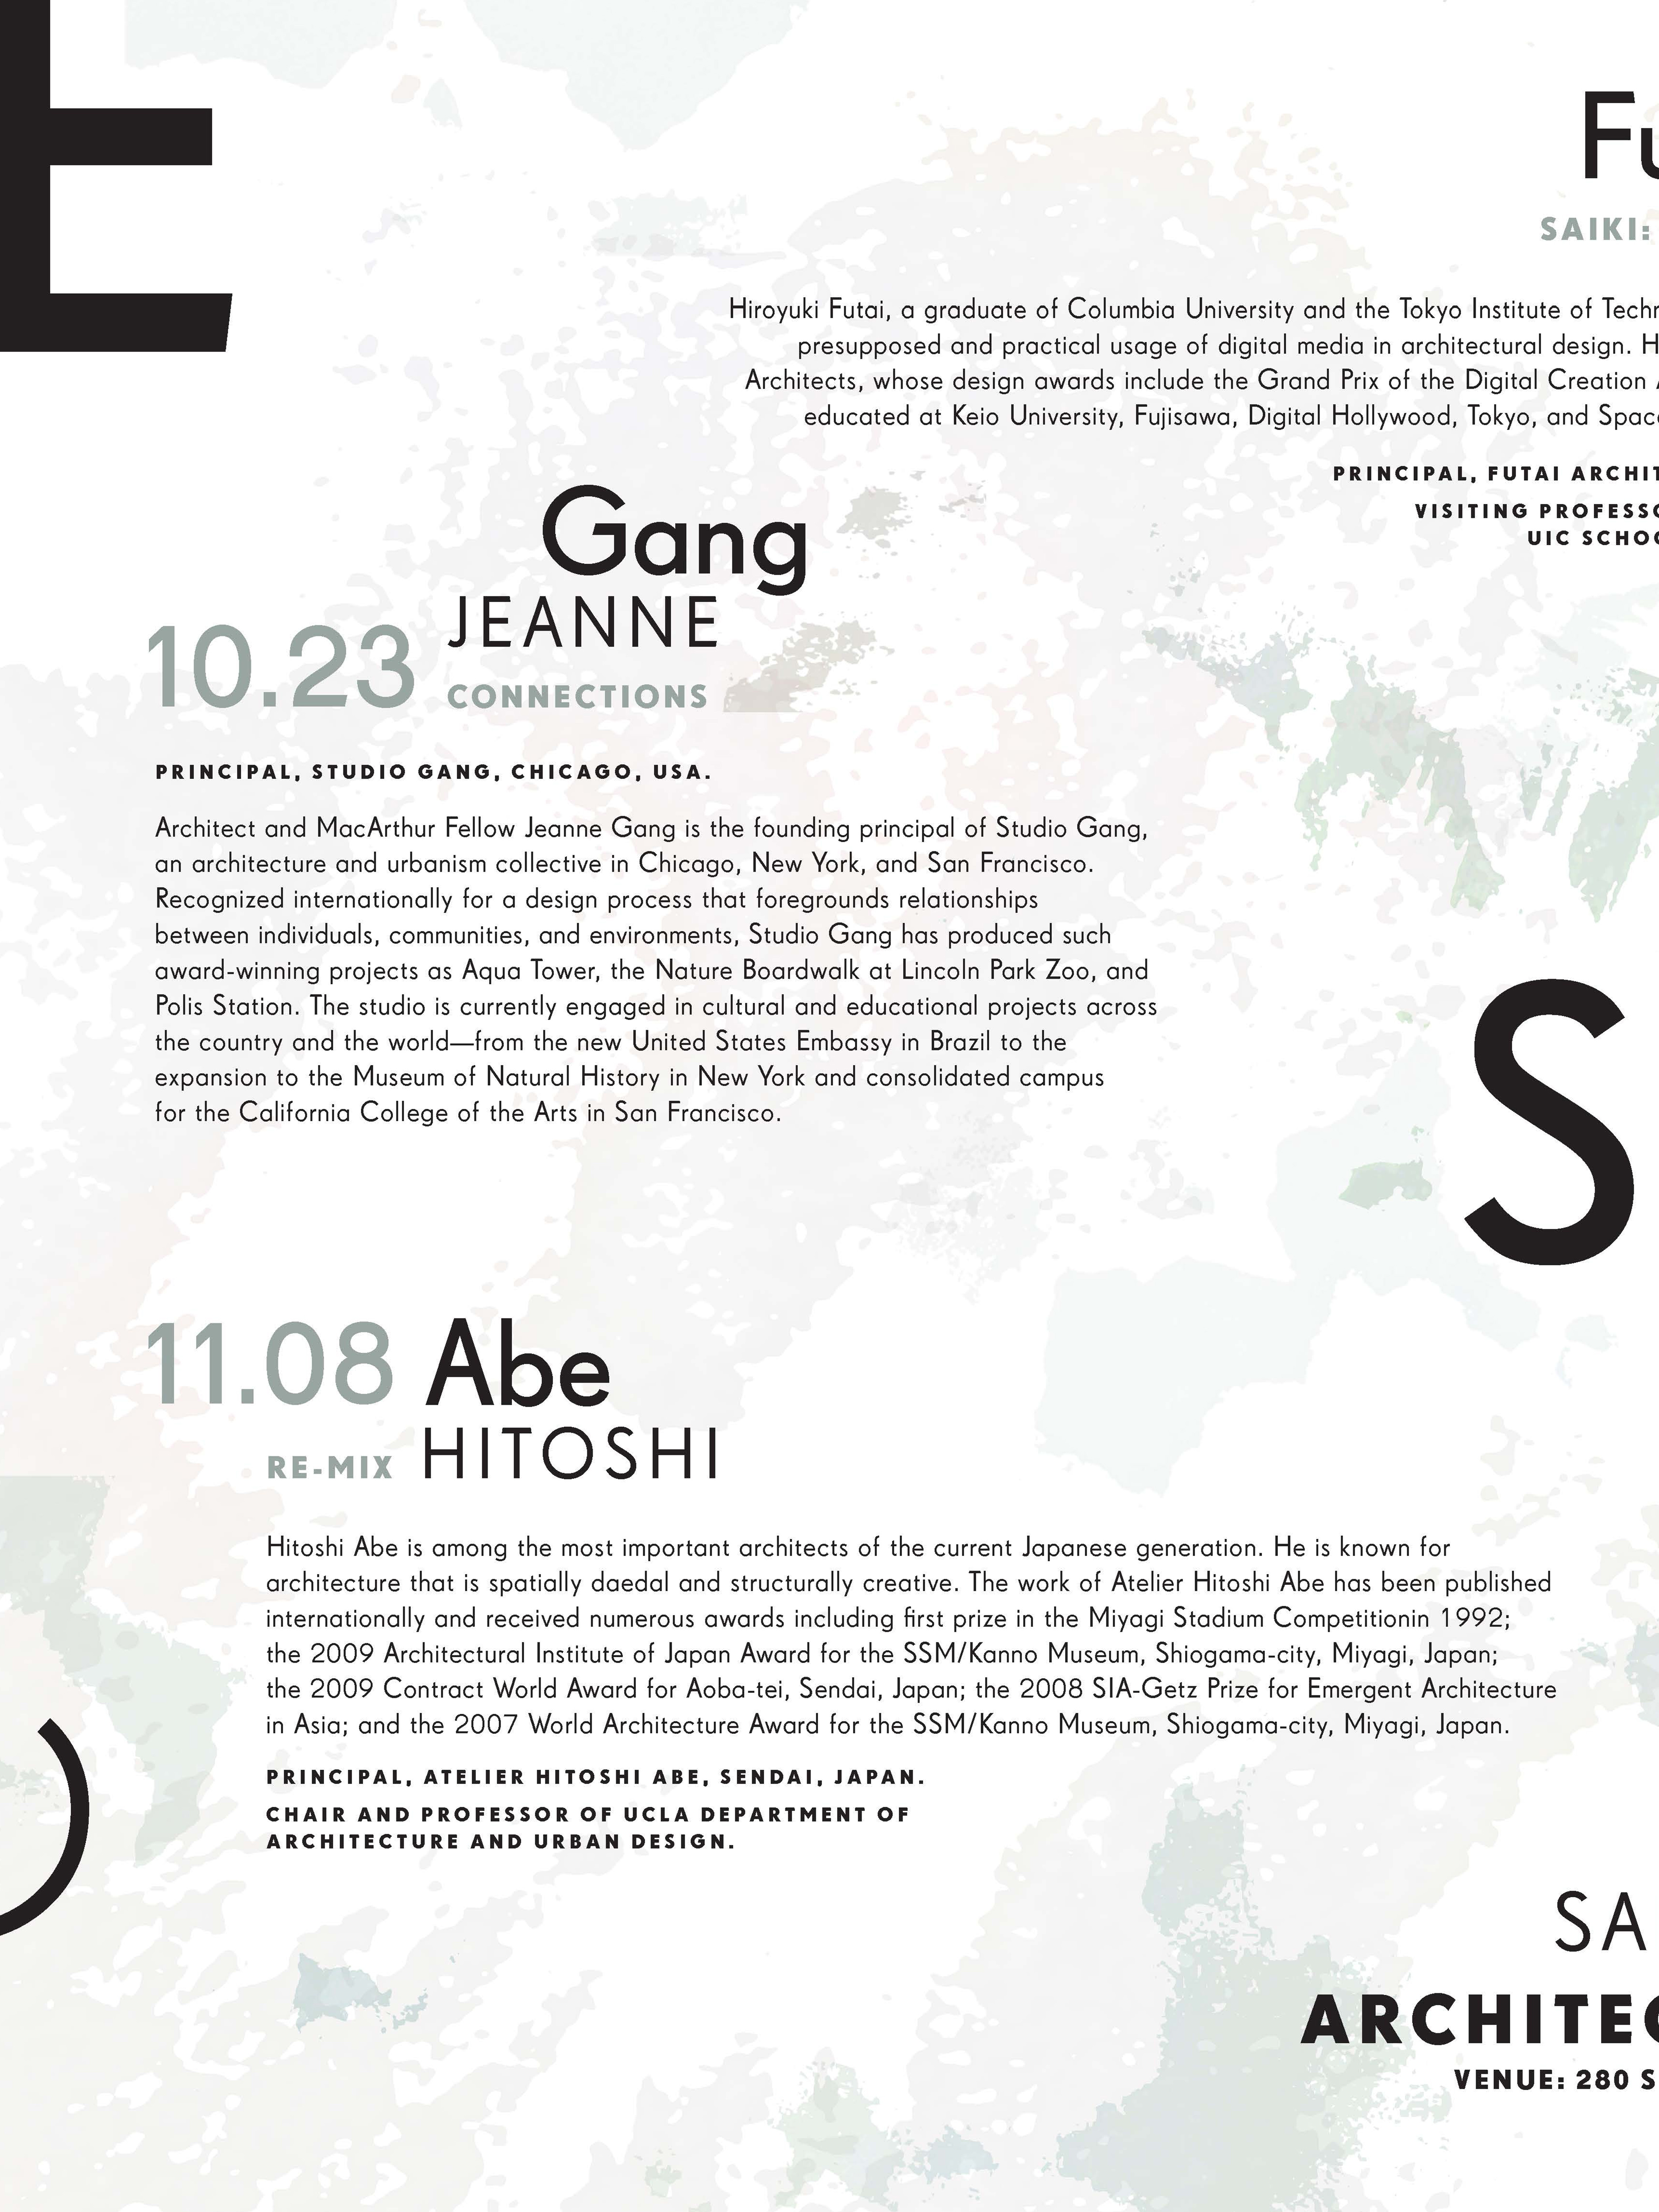 E
Fu
SAIKI:
Hiroyuki Futai, a graduate of Columbia University and the Tokyo Institute of Techn
presupposed and practical usage of digital media in architectural design. H
Architects, whose design awards include the Grand Prix of the Digital Creation A
educated at Keio University, Fujisawa, Digital Hollywood, Tokyo, and Space
PRINCIPAL, FUTAI ARCHIT
VISITING PROFESSO
UIC SCHOO
Gang
JEANNE
10.23
CONNECTIONS
PRINCIPAL, STUDIO GANG, CHICAGO, USA.
Architect and MacArthur Fellow Jeanne Gang is the founding principal of Studio Gang,
an architecture and urbanism collective in Chicago, New York, and San Francisco.
Recognized internationally for a design process that foregrounds relationships
between individuals, communities, and environments, Studio Gang has produced such
award-winning projects as Aqua Tower, the Nature Boardwalk at Lincoln Park Zoo, and
Polis Station. The studio is currently engaged in cultural and educational projects across
the country and the world—from the new United States Embassy in Brazil to the
expansion to the Museum of Natural History in New York and consolidated campus
for the California College of the Arts in San Francisco.
S
11.08 Abe
RE-MIX HITOSHI
Hitoshi Abe is among the most important architects of the current Japanese generation. He is known for
architecture that is spatially daedal and structurally creative. The work of Atelier Hitoshi Abe has been published
internationally and received numerous awards including first prize in the Miyagi Stadium Competitionin 1992;
the 2009 Architectural Institute of Japan Award for the SSM/Kanno Museum, Shiogama-city, Miyagi, Japan;
the 2009 Contract World Award for Aoba-tei, Sendai, Japan; the 2008 SIA-Getz Prize for Emergent Architecture
in Asia; and the 2007 World Architecture Award for the SSM/Kanno Museum, Shiogama-city, Miyagi, Japan.
PRINCIPAL, ATELIER HITOSHI ABE, SENDAI, JAPAN.
CHAIR AND PROFESSOR OF UCLA DEPARTMENT OF
ARCHITECTURE AND URBAN DESIGN.
SA
ARCHITEC
VENUE: 280 S